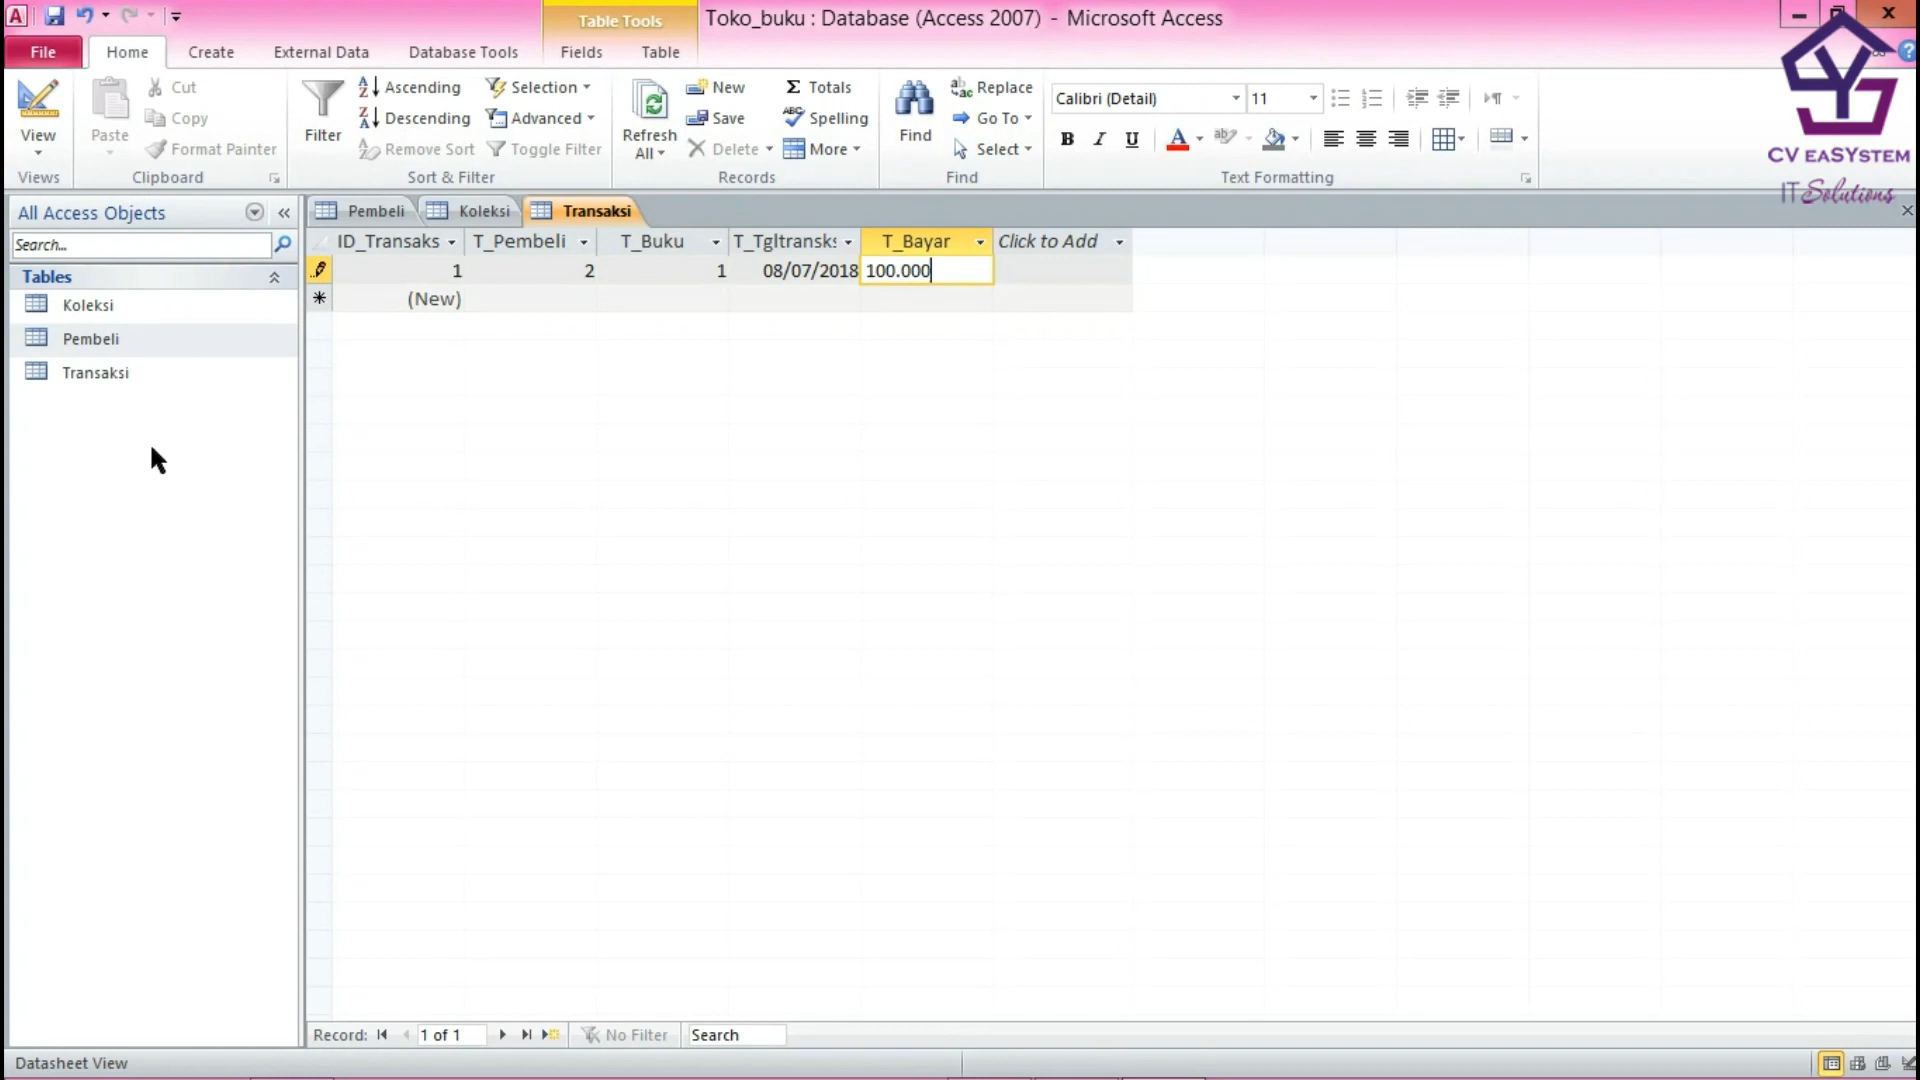 Table Tools
Toko_buku : Database (Access 2007) - Microsoft Access
File Home Create External Data Database Tools Fields Table
View
Views
Paste
Cut
Copy
Format Painter
Clipboard
Filter
Ascending
Descending
Remove Sort
Selection
Advanced
Toggle Filter
Sort & Filter
Refresh All
New
Save
Delete
Totals
Spelling
More
Records
Find
Replace
Go To
Select
Find
Calibri (Detail) 11
B I U A
Text Formatting
CV eaSYstem
IT Solutions
All Access Objects
Search...
Tables
Koleksi
Pembeli
Transaksi
Pembeli Koleksi Transaksi
ID_Transaks T_Pembeli T_Buku T_Tgltransks T_Bayar Click to Add
1 2 1 08/07/2018 100.000
(New)
Record: 1 of 1 No Filter Search
Datasheet View